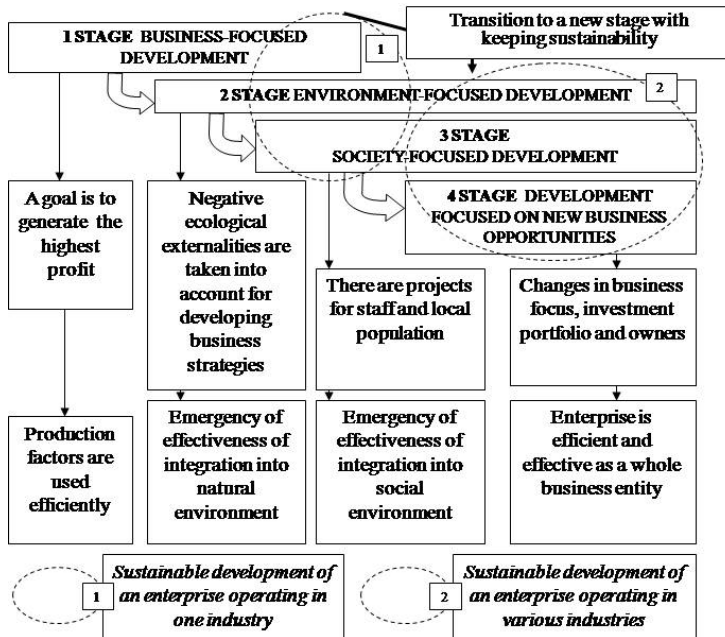 1 STAGE BUSINESS-FOCUSED
DEVELOPMENT
1
Transition to a new stage with
keeping sustainability
2 STAGE ENVIRONMENT-FOCUSED DEVELOPMENT
2
3
STAGE
SOCIETY-FOCUSED DEVELOPMENT
4 STAGE DEVELOPMENT
FOCUSED ON NEW BUSINESS
OPPORTUNITIES
A goal is to
generate the
highest
profit
Negative
ecological
externalities are
taken into
account for
developing
business
strategies
There are projects
for staff and local
population
Changes in business
focus, investment
portfolio and owners
Production
factors are
used
efficiently
Emergency of
effectiveness of
integration into
natural
environment
Emergency of
effectiveness of
integration into
social
environment
Enterprise is
efficient and
effective as a whole
business entity
1
Sustainable development of
an enterprise operating in
one industry
2
Sustainable development of
an enterprise operating in
various industries